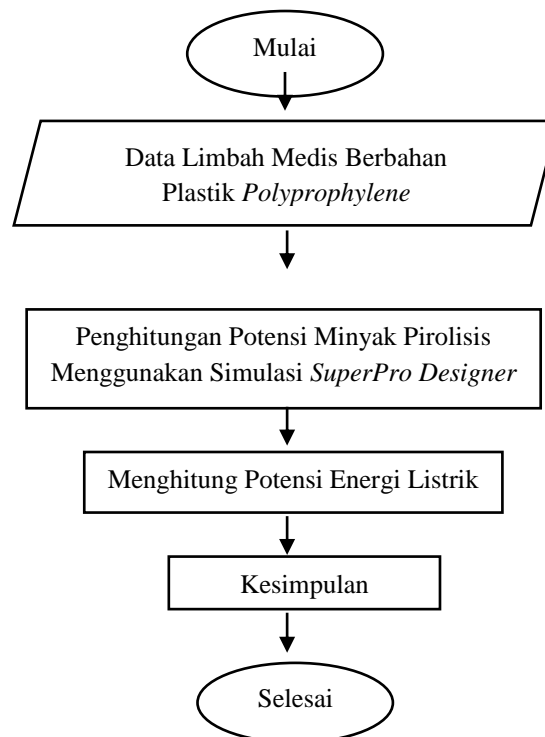 Mulai
Data Limbah Medis Berbahan
Plastik Polyprophylene
Penghitungan Potensi Minyak Pirolisis
Menggunakan Simulasi SuperPro Designer
Menghitung Potensi Energi Listrik
Kesimpulan
Selesai